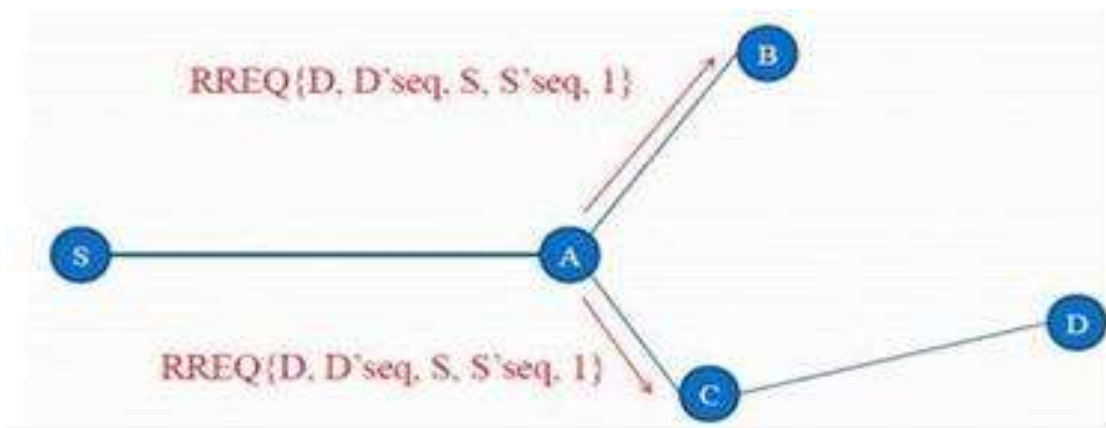 B
RREQ{D, D'seq, S, S'seq, 1}
S
A
D
RREQ{D, D'seq, S, S'seq, 1}
C